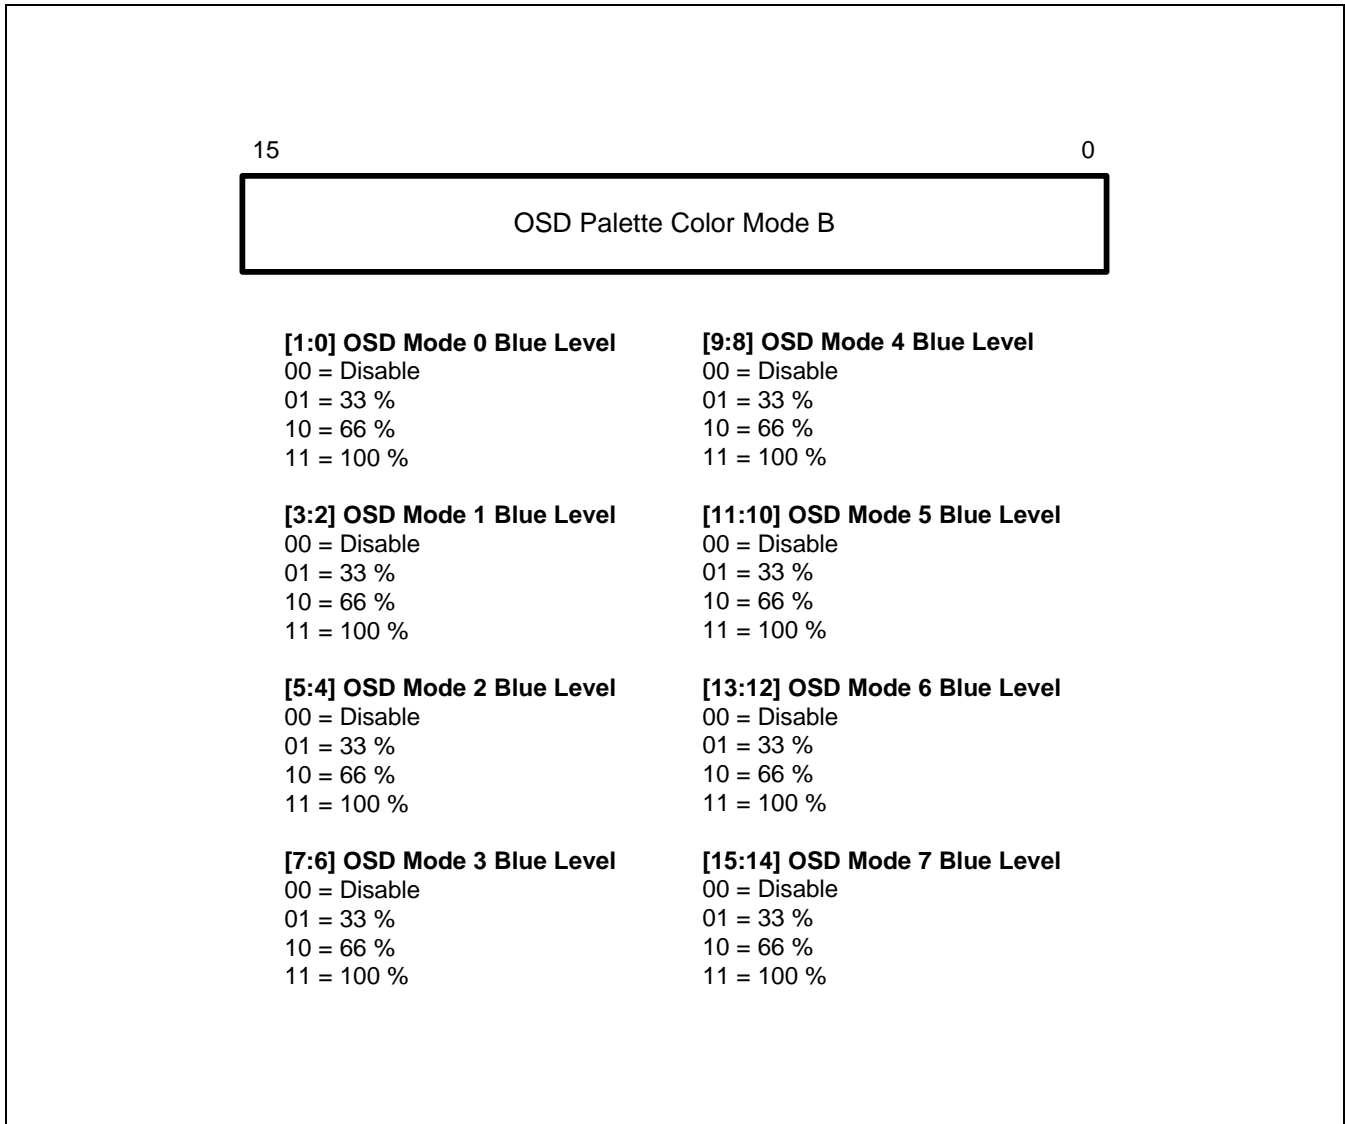 15 0
OSD Palette Color Mode B
[1:0] OSD Mode 0 Blue Level
00 = Disable
01 = 33 %
10 = 66 %
11 = 100 %
[3:2] OSD Mode 1 Blue Level
00 = Disable
01 = 33 %
10 = 66 %
11 = 100 %
[5:4] OSD Mode 2 Blue Level
00 = Disable
01 = 33 %
10 = 66 %
11 = 100 %
[7:6] OSD Mode 3 Blue Level
00 = Disable
01 = 33 %
10 = 66 %
11 = 100 %
[9:8] OSD Mode 4 Blue Level
00 = Disable
01 = 33 %
10 = 66 %
11 = 100 %
[11:10] OSD Mode 5 Blue Level
00 = Disable
01 = 33 %
10 = 66 %
11 = 100 %
[13:12] OSD Mode 6 Blue Level
00 = Disable
01 = 33 %
10 = 66 %
11 = 100 %
[15:14] OSD Mode 7 Blue Level
00 = Disable
01 = 33 %
10 = 66 %
11 = 100 %